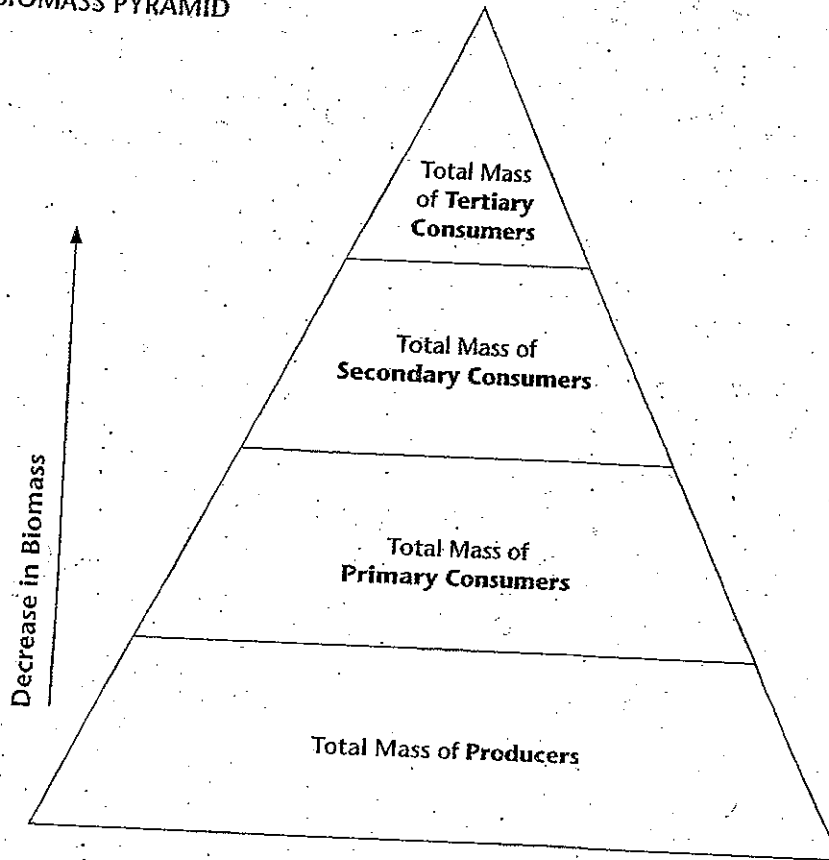 BIOMASS PYRAMID
Total Mass
of Tertiary
Consumers
Total Mass of
Secondary Consumers
Total Mass of
Primary Consumers
Total Mass of Producers
Decrease in Biomass